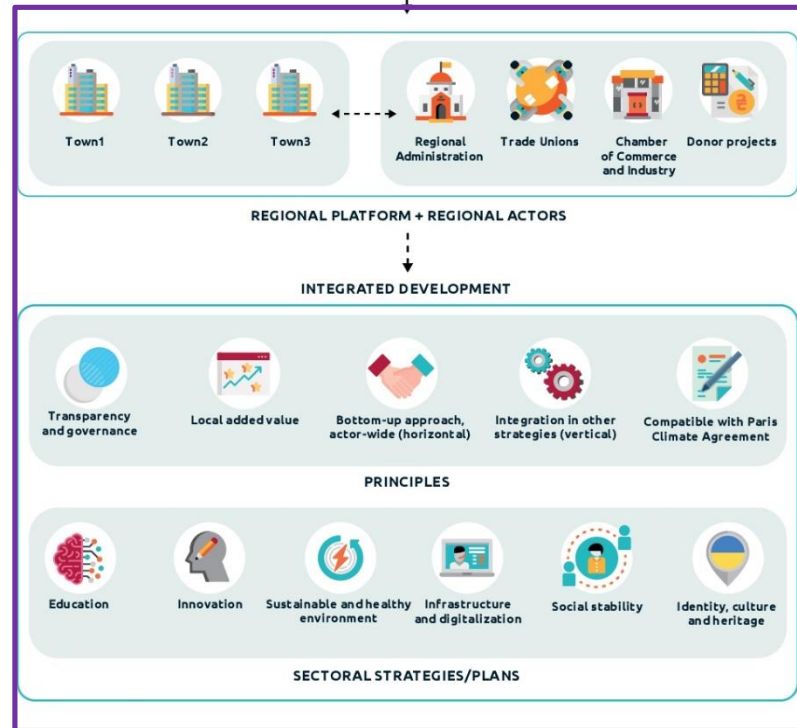 Town1
Town2
Town3
Regional
Administration
Trade Unions
Chamber
of Commerce
and Industry
Donor projects
REGIONAL PLATFORM + REGIONAL ACTORS
INTEGRATED DEVELOPMENT
Transparency
and governance
Local added value
Bottom-up approach,
actor-wide (horizontal)
Integration in other
strategies (vertical)
Compatible with Paris
Climate Agreement
PRINCIPLES
Education
Innovation
Sustainable and healthy
environment
Infrastructure
and digitalization
Social stability
Identity, culture
and heritage
SECTORAL STRATEGIES/PLANS